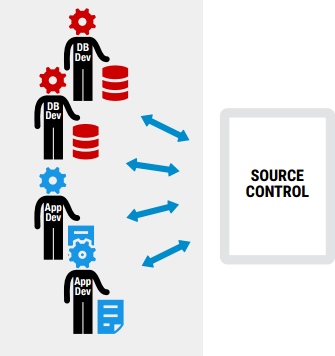 DB
Dev
DB
Dev
App
Dev
App
Dev
SOURCE
CONTROL